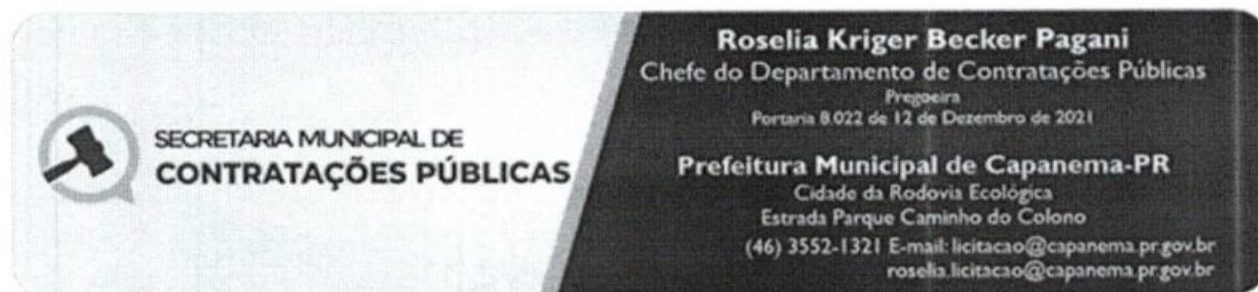 SECRETARIA MUNICIPAL DE
CONTRATAÇÕES PÚBLICAS
Roselia Kriger Becker Pagani
Chefe do Departamento de Contratações Públicas
Pregoeira
Portaria 8.022 de 12 de Dezembro de 2021
Prefeitura Municipal de Capanema-PR
Cidade da Rodovia Ecológica
Estrada Parque Caminho do Colono
(46) 3552-1321 E-mail: licitacao@capanema.pr.gov.br
roselia.licitacao@capanema.pr.gov.br